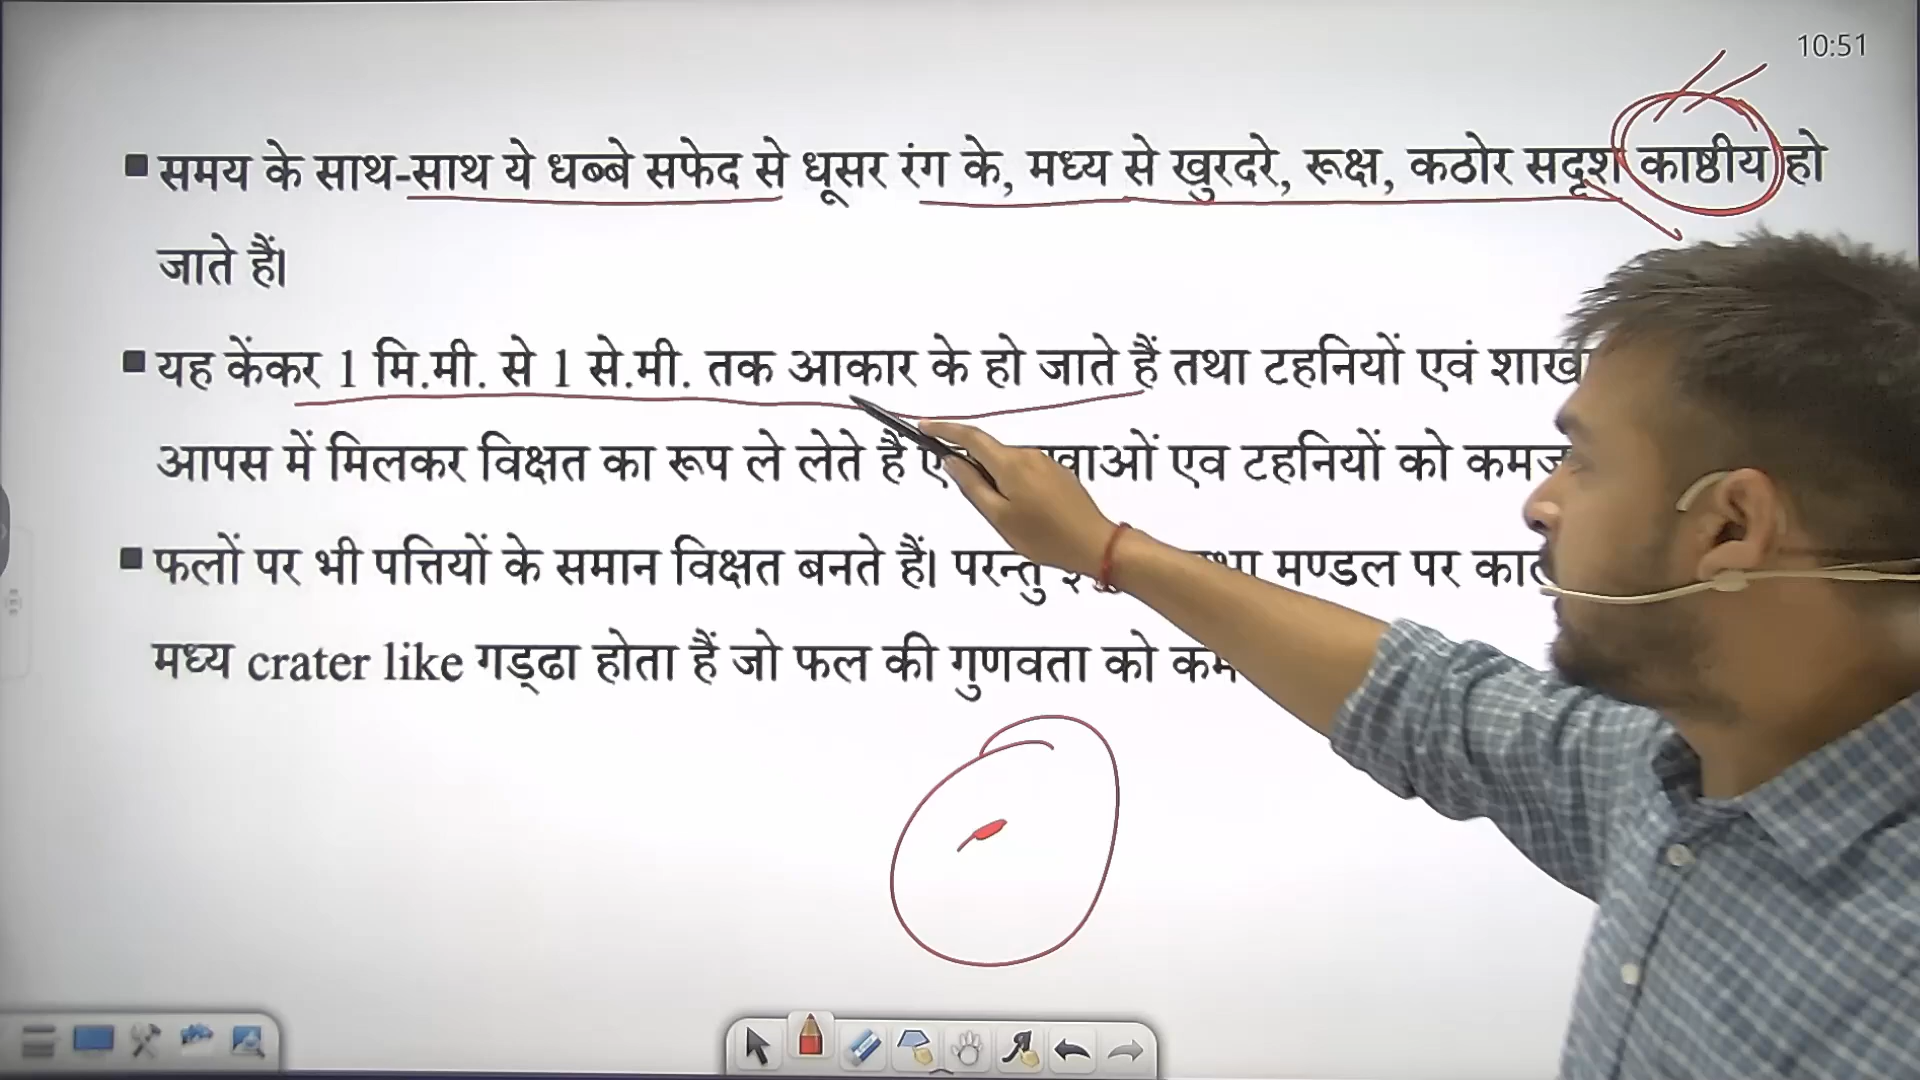 10:51
समय के साथ-साथ ये धब्बे सफेद से धूसर रंग के, मध्य से खुरदरे, रूक्ष, कठोर सदृश काष्ठीय हो
जाते हैं।
यह केंकर 1 मि.मी. से 1 से.मी. तक आकार के हो जाते हैं तथा टहनियों एवं
आपस में मिलकर विक्षत का रूप ले लेते हैं एव टहनियों को
फलों पर भी पत्तियों के समान विक्षत बनते हैं। परन्तु मण्डल पर
मध्य crater like गड्ढा होता हैं जो फल की गुणवता को कम